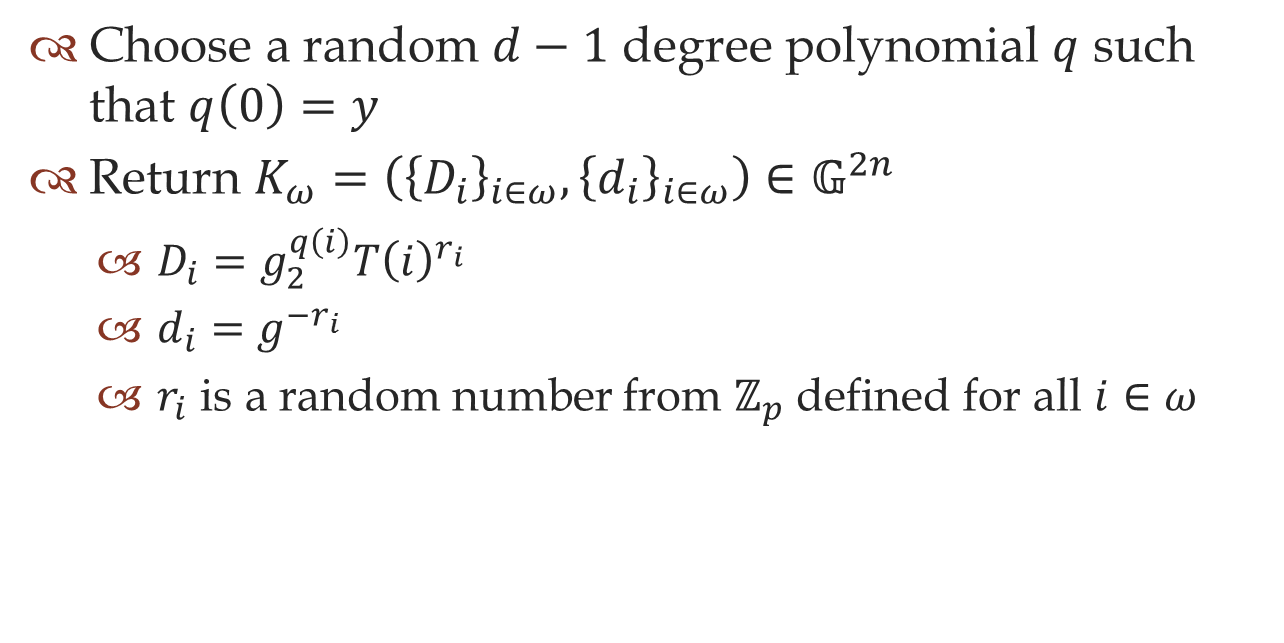 Choose a random d − 1 degree polynomial q such
that q(0) = y
Return K_ω = ({D_i}_{i∈ω}, {d_i}_{i∈ω}) ∈ 𝔾^{2n}
D_i = g_2^{q(i)} T(i)^{r_i}
d_i = g^{−r_i}
r_i is a random number from ℤ_p defined for all i ∈ ω